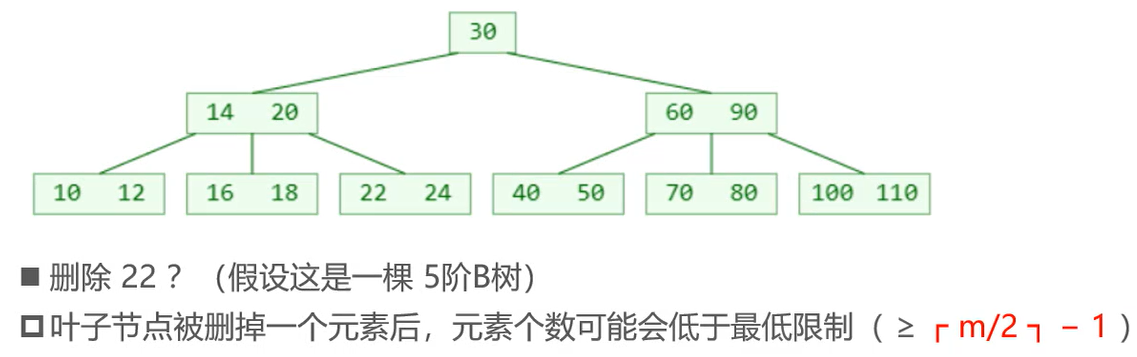 30
14 20 60 90
10 12 16 18 22 24 40 50 70 80 100 110
■ 删除 22 ？（假设这是一棵 5阶B树）
叶子节点被删掉一个元素后，元素个数可能会低于最低限制（ ≥ ┌ m/2 ┐ − 1 ）